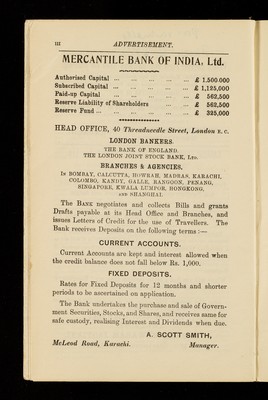 iii ADVERTISEMENT.
MERCANTILE BANK OF INDIA, Ltd.
Authorised Capital ... ... ... ... ... £ 1,500,000
Subscribed Capital ... ... ... ... ... £ 1,125,000
Paid-up Capital ... ... ... ... ... £ 562,500
Reserve Liability of Shareholders ... ... £ 562,500
Reserve Fund ... ... ... ... ... ... £ 325,000
HEAD OFFICE, 40 Threadneedle Street, London E. C.
LONDON BANKERS.
THE BANK OF ENGLAND.
THE LONDON JOINT STOCK BANK, LTD.
BRANCHES & AGENCIES.
IN BOMBAY, CALCUTTA, HOWRAH, MADRAS, KARACHI,
COLOMBO, KANDY, GALLE, RANGOON, PENANG,
SINGAPORE, KWALA LUMPOR, HONGKONG,
AND SHANGHAI.
The BANK negotiates and collects Bills and grants
Drafts payable at its Head Office and Branches, and
issues Letters of Credit for the use of Travellers. The
Bank receives Deposits on the following terms :—
CURRENT ACCOUNTS.
Current Accounts are kept and interest allowed when
the credit balance does not fall below Rs. 1,000.
FIXED DEPOSITS.
Rates for Fixed Deposits for 12 months and shorter
periods to be ascertained on application.
The Bank undertakes the purchase and sale of Govern-
ment Securities, Stocks, and Shares, and receives same for
safe custody, realising Interest and Dividends when due.
A. SCOTT SMITH,
McLeod Road, Karachi. Manager.